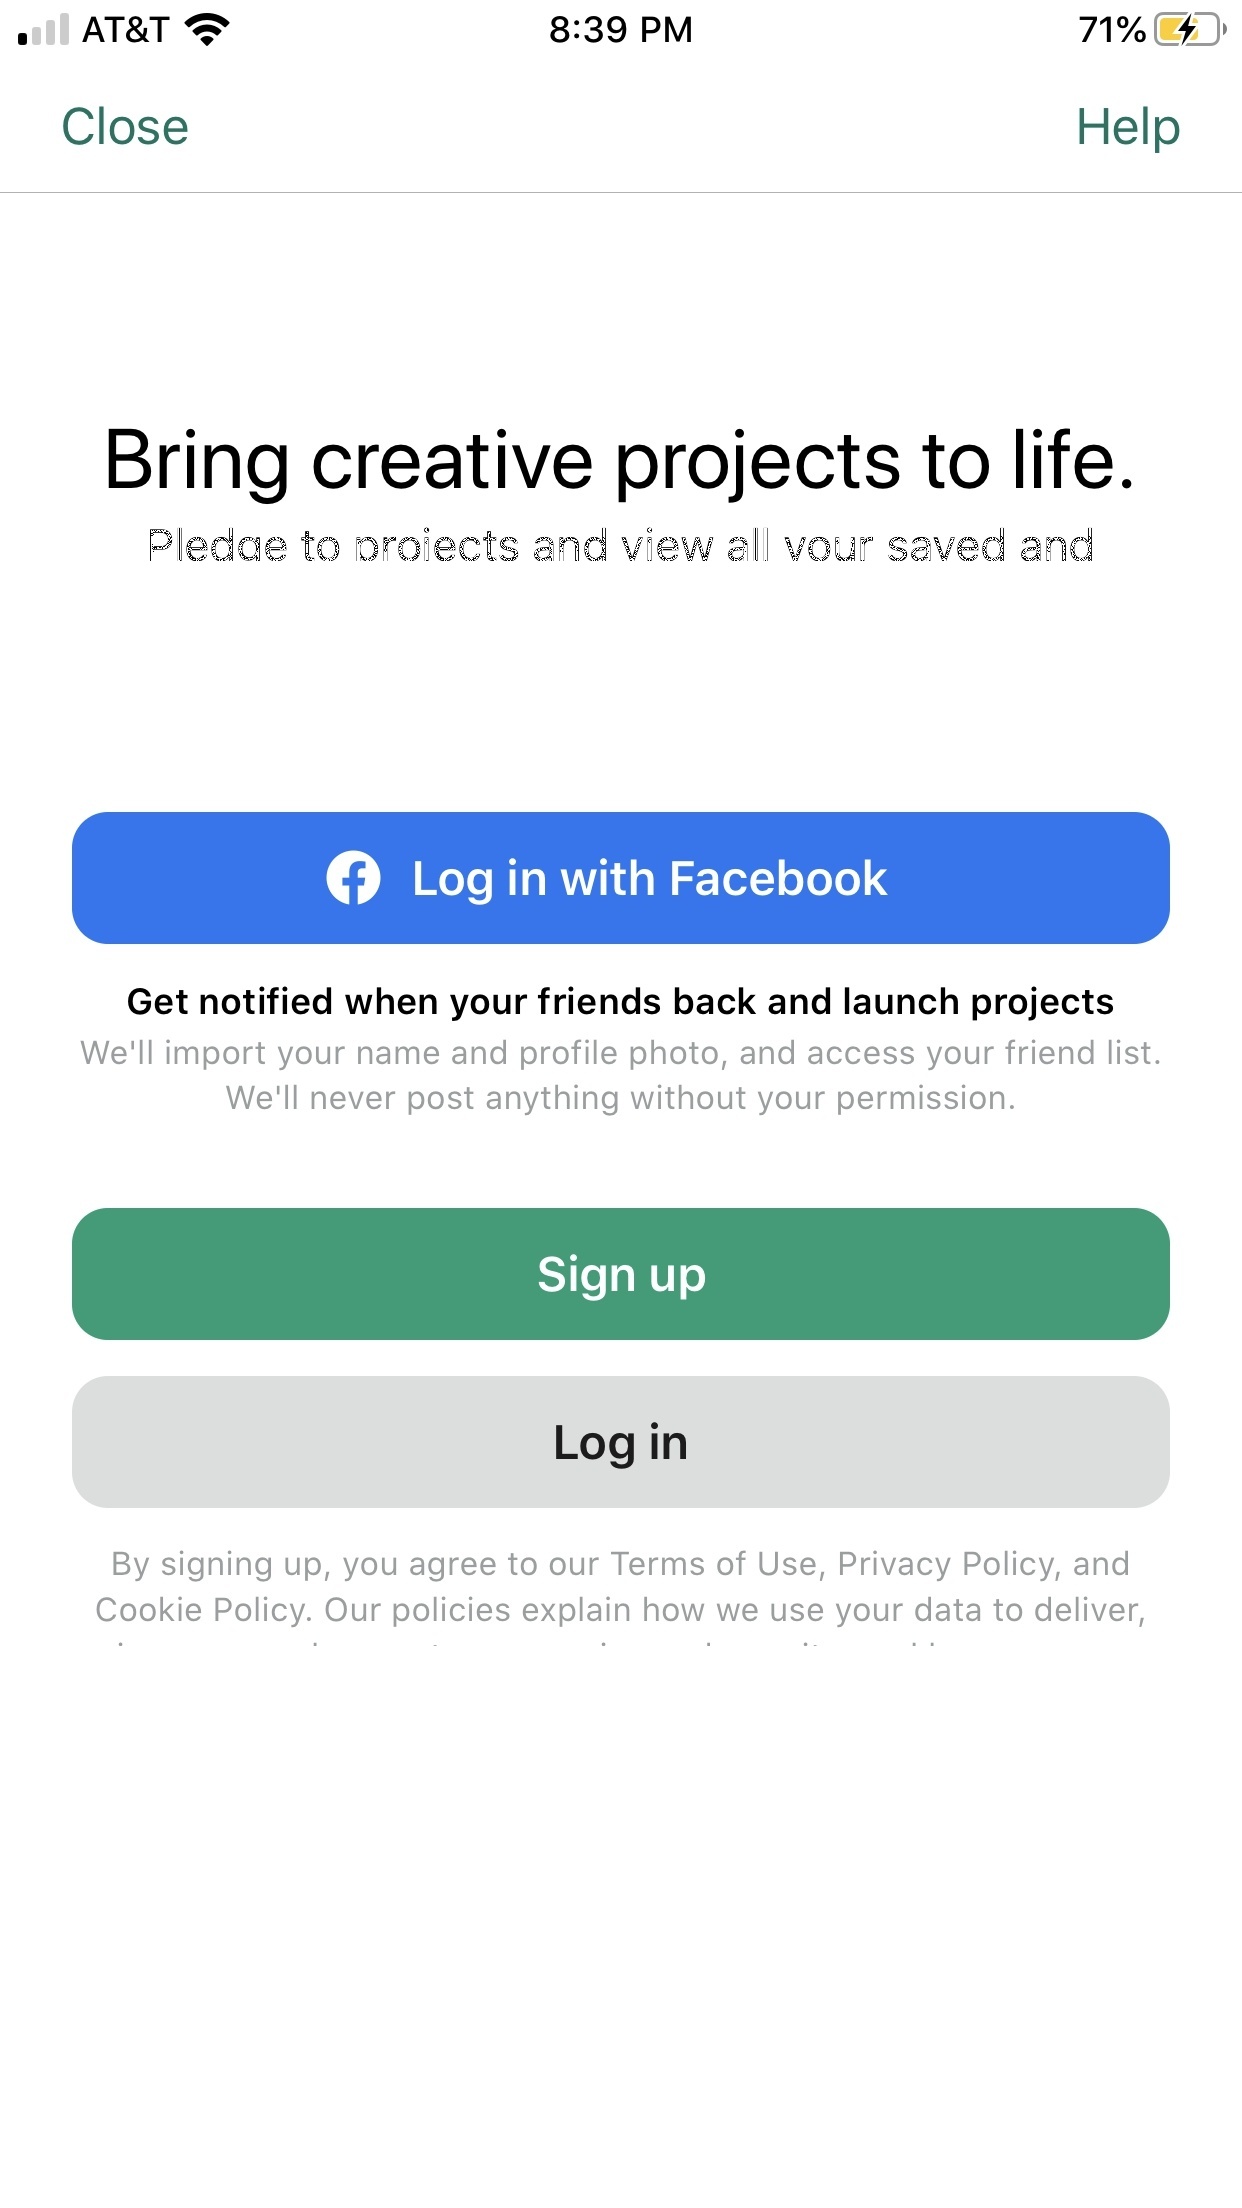 AT&T 8:39 PM 71%
Close Help
Bring creative projects to life.
Pledge to projects and view all your saved and
Log in with Facebook
Get notified when your friends back and launch projects
We'll import your name and profile photo, and access your friend list.
We'll never post anything without your permission.
Sign up
Log in
By signing up, you agree to our Terms of Use, Privacy Policy, and
Cookie Policy. Our policies explain how we use your data to deliver,